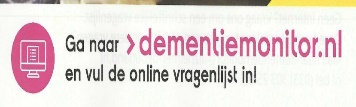 Ga naar >dementiemonitor.nl
en vul de online vragenlijst in!